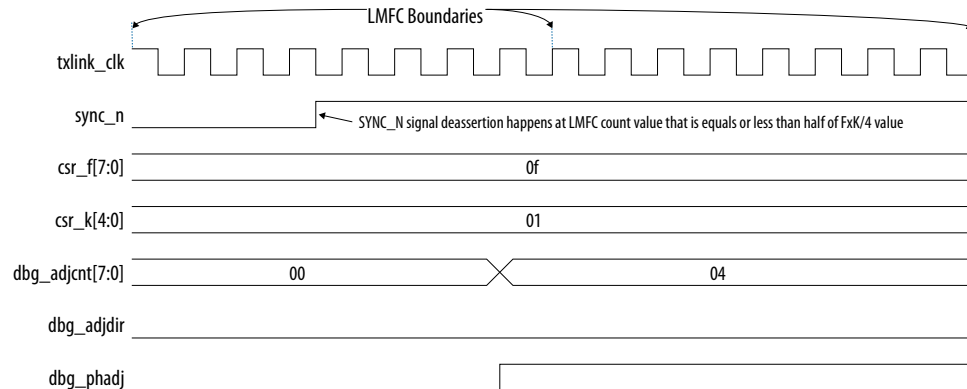 LMFC Boundaries
txlink_clk
sync_n
SYNC_N signal deassertion happens at LMFC count value that is equals or less than half of FxK/4 value
csr_f[7:0]
0f
csr_k[4:0]
01
dbg_adjcnt[7:0]
00
04
dbg_adjdir
dbg_phadj